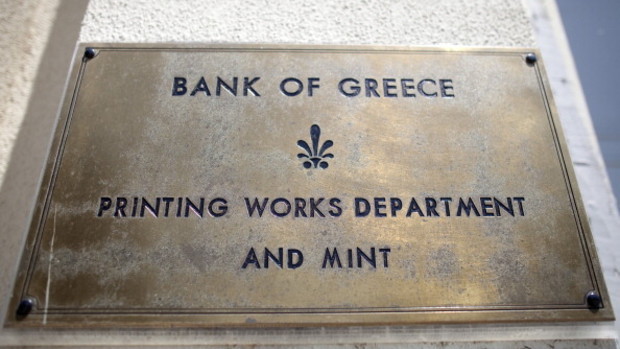 BANK OF GREECE
PRINTING WORKS DEPARTMENT
AND MINT